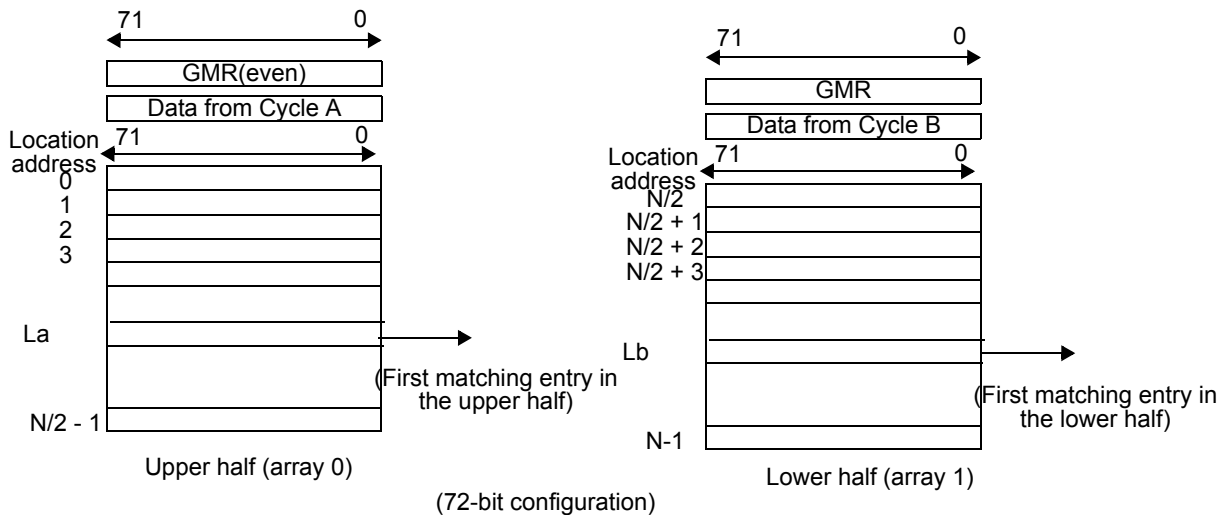 71 0
GMR(even)
Data from Cycle A
71 0
Location
address
0
1
2
3
La
(First matching entry in
the upper half)
N/2 - 1
Upper half (array 0)
71 0
GMR
Data from Cycle B
71 0
Location
address
N/2
N/2 + 1
N/2 + 2
N/2 + 3
Lb
(First matching entry in
the lower half)
N-1
Lower half (array 1)
(72-bit configuration)